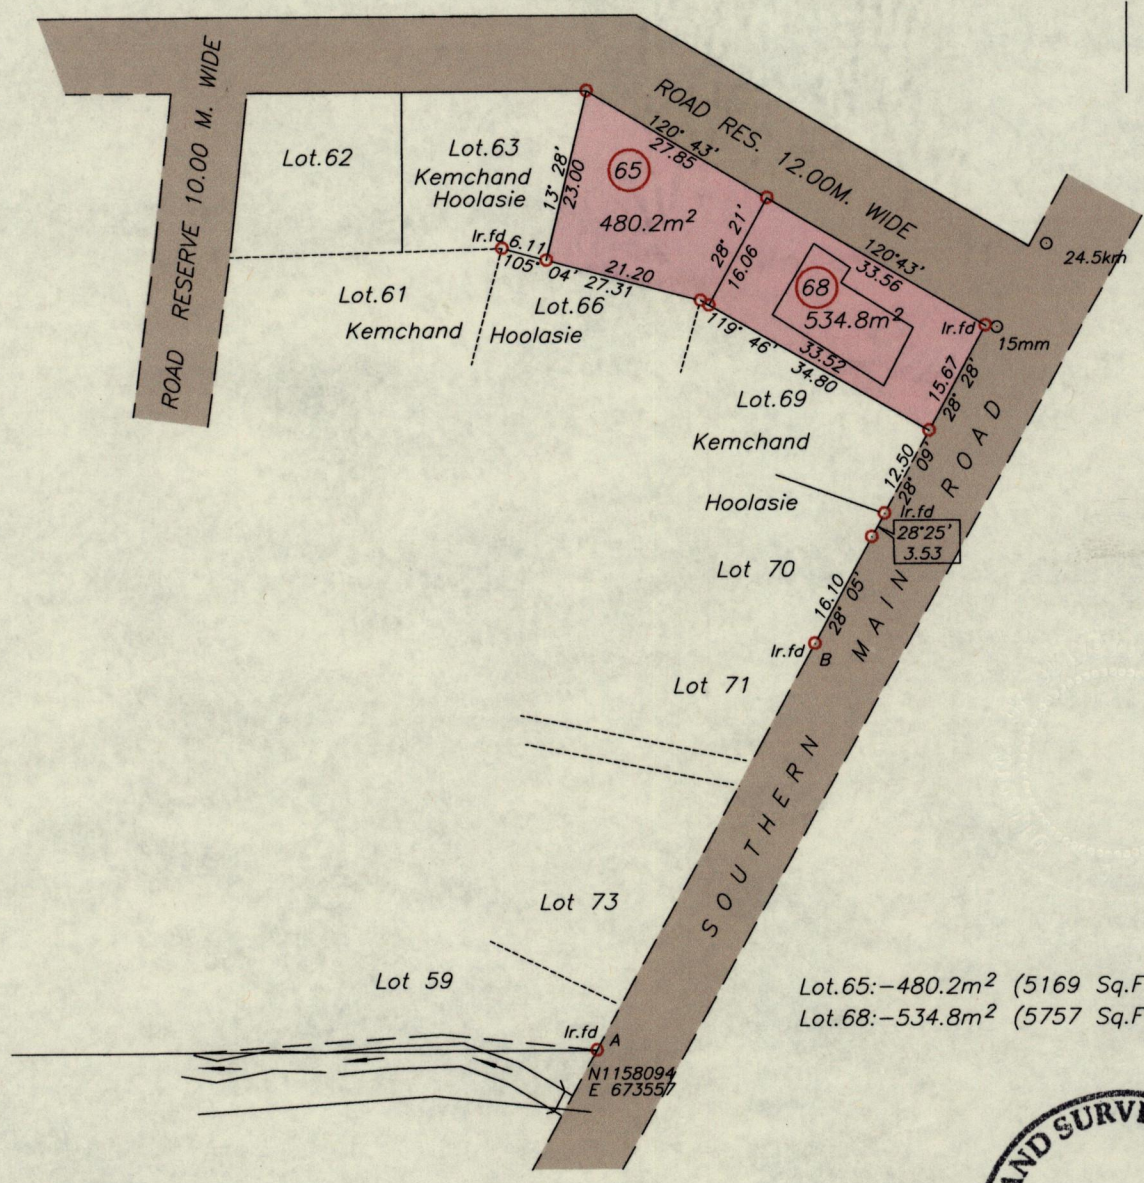 ROAD RESERVE 10.00 M. WIDE
ROAD RES. 12.00M. WIDE
Lot.62
Lot.63
Kemchand
Hoolasie
13° 28'
23.00
65
480.2m²
120° 43'
27.85
28° 21'
16.06
120°43'
33.56
68
534.8m²
24.5km
Ir.fd
15mm
Ir.fd 6.11
105° 04' 27.31
21.20
Lot.61
Kemchand
Lot.66
Hoolasie
119° 46' 34.80
33.52
15.67
28° 28'
Lot.69
Kemchand
Hoolasie
12.50
28° 09'
Ir.fd
28°25'
3.53
Lot 70
16.10
28° 05'
Ir.fd
B
Lot 71
SOUTHERN MAIN ROAD
Lot 73
Lot 59
Lot.65:-480.2m² (5169 Sq.F
Lot.68:-534.8m² (5757 Sq.F
Ir.fd A
N1158094
E 673557
AND SURVE